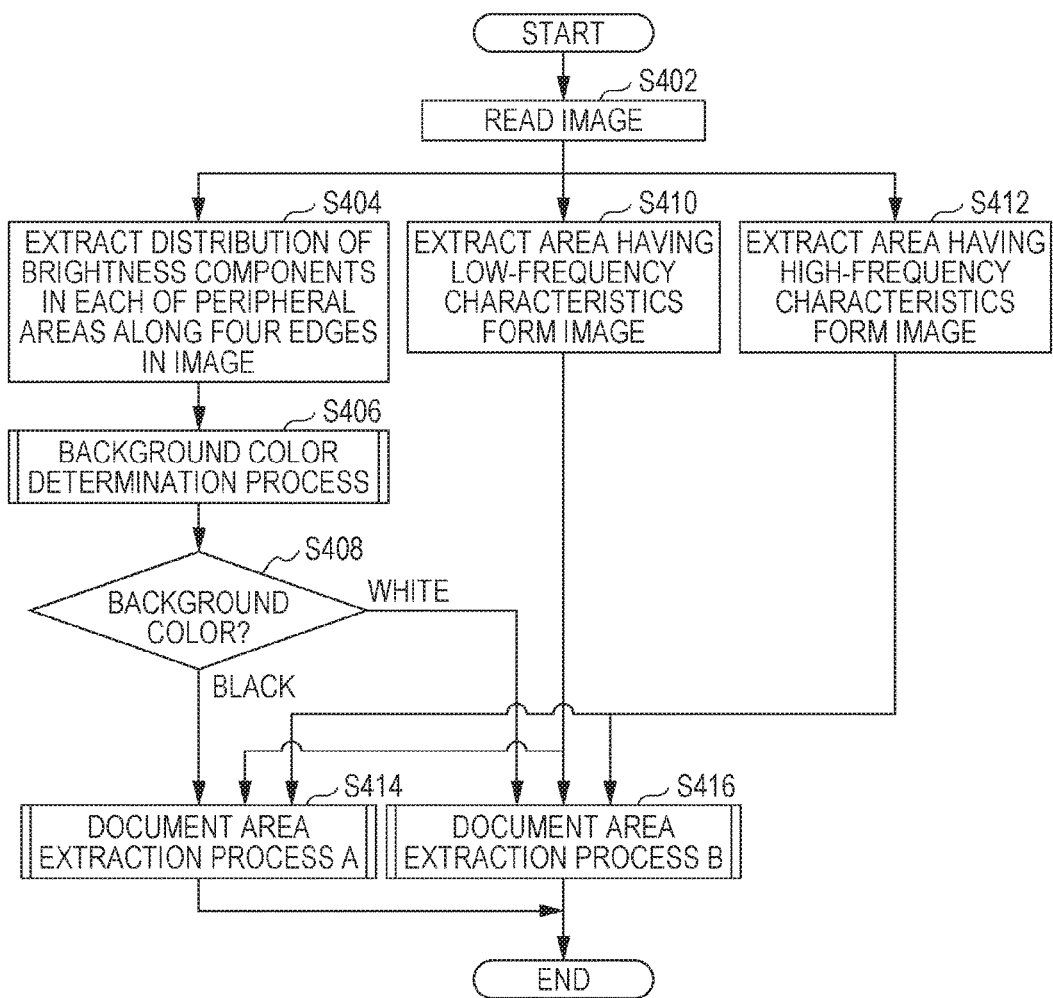 START
S402
READ IMAGE
S404
EXTRACT DISTRIBUTION OF
BRIGHTNESS COMPONENTS
IN EACH OF PERIPHERAL
AREAS ALONG FOUR EDGES
IN IMAGE
S410
EXTRACT AREA HAVING
LOW-FREQUENCY
CHARACTERISTICS
FORM IMAGE
S412
EXTRACT AREA HAVING
HIGH-FREQUENCY
CHARACTERISTICS
FORM IMAGE
S406
BACKGROUND COLOR
DETERMINATION PROCESS
S408
BACKGROUND
COLOR?
WHITE
BLACK
S414
DOCUMENT AREA
EXTRACTION PROCESS A
S416
DOCUMENT AREA
EXTRACTION PROCESS B
END